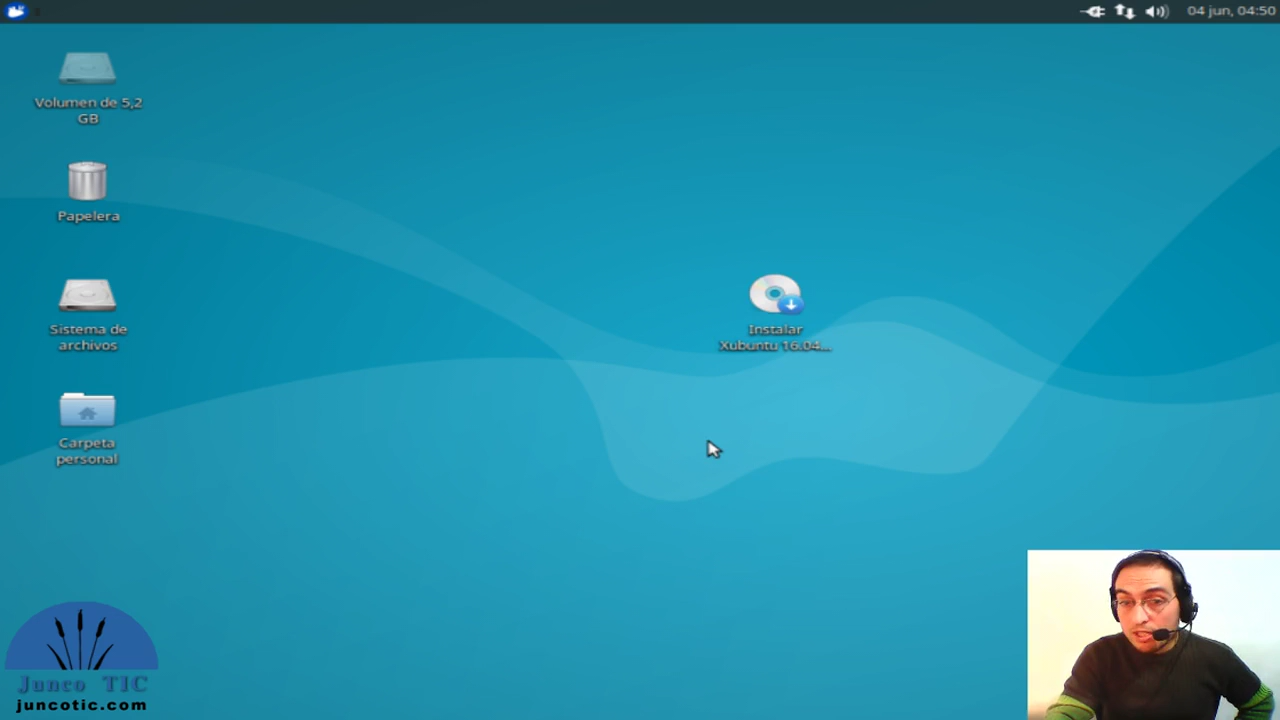 04 jun, 04:50
Volumen de 5,2
GB
Papelera
Sistema de
archivos
Instalar
Xubuntu 16.04...
Carpeta
personal
Junco TIC
juncotic.com